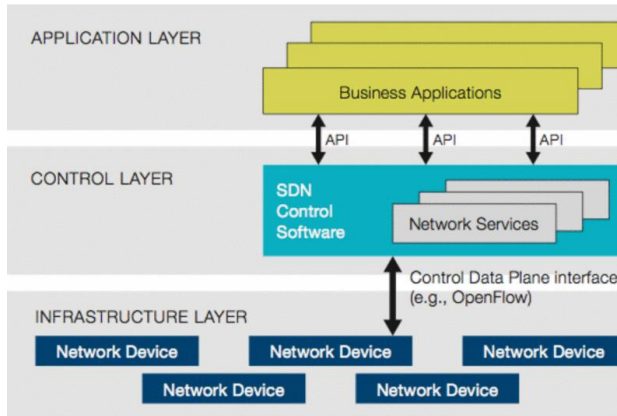 APPLICATION LAYER
Business Applications
API
API
API
CONTROL LAYER
SDN
Control
Software
Network Services
Control Data Plane interface
(e.g., OpenFlow)
INFRASTRUCTURE LAYER
Network Device
Network Device
Network Device
Network Device
Network Device